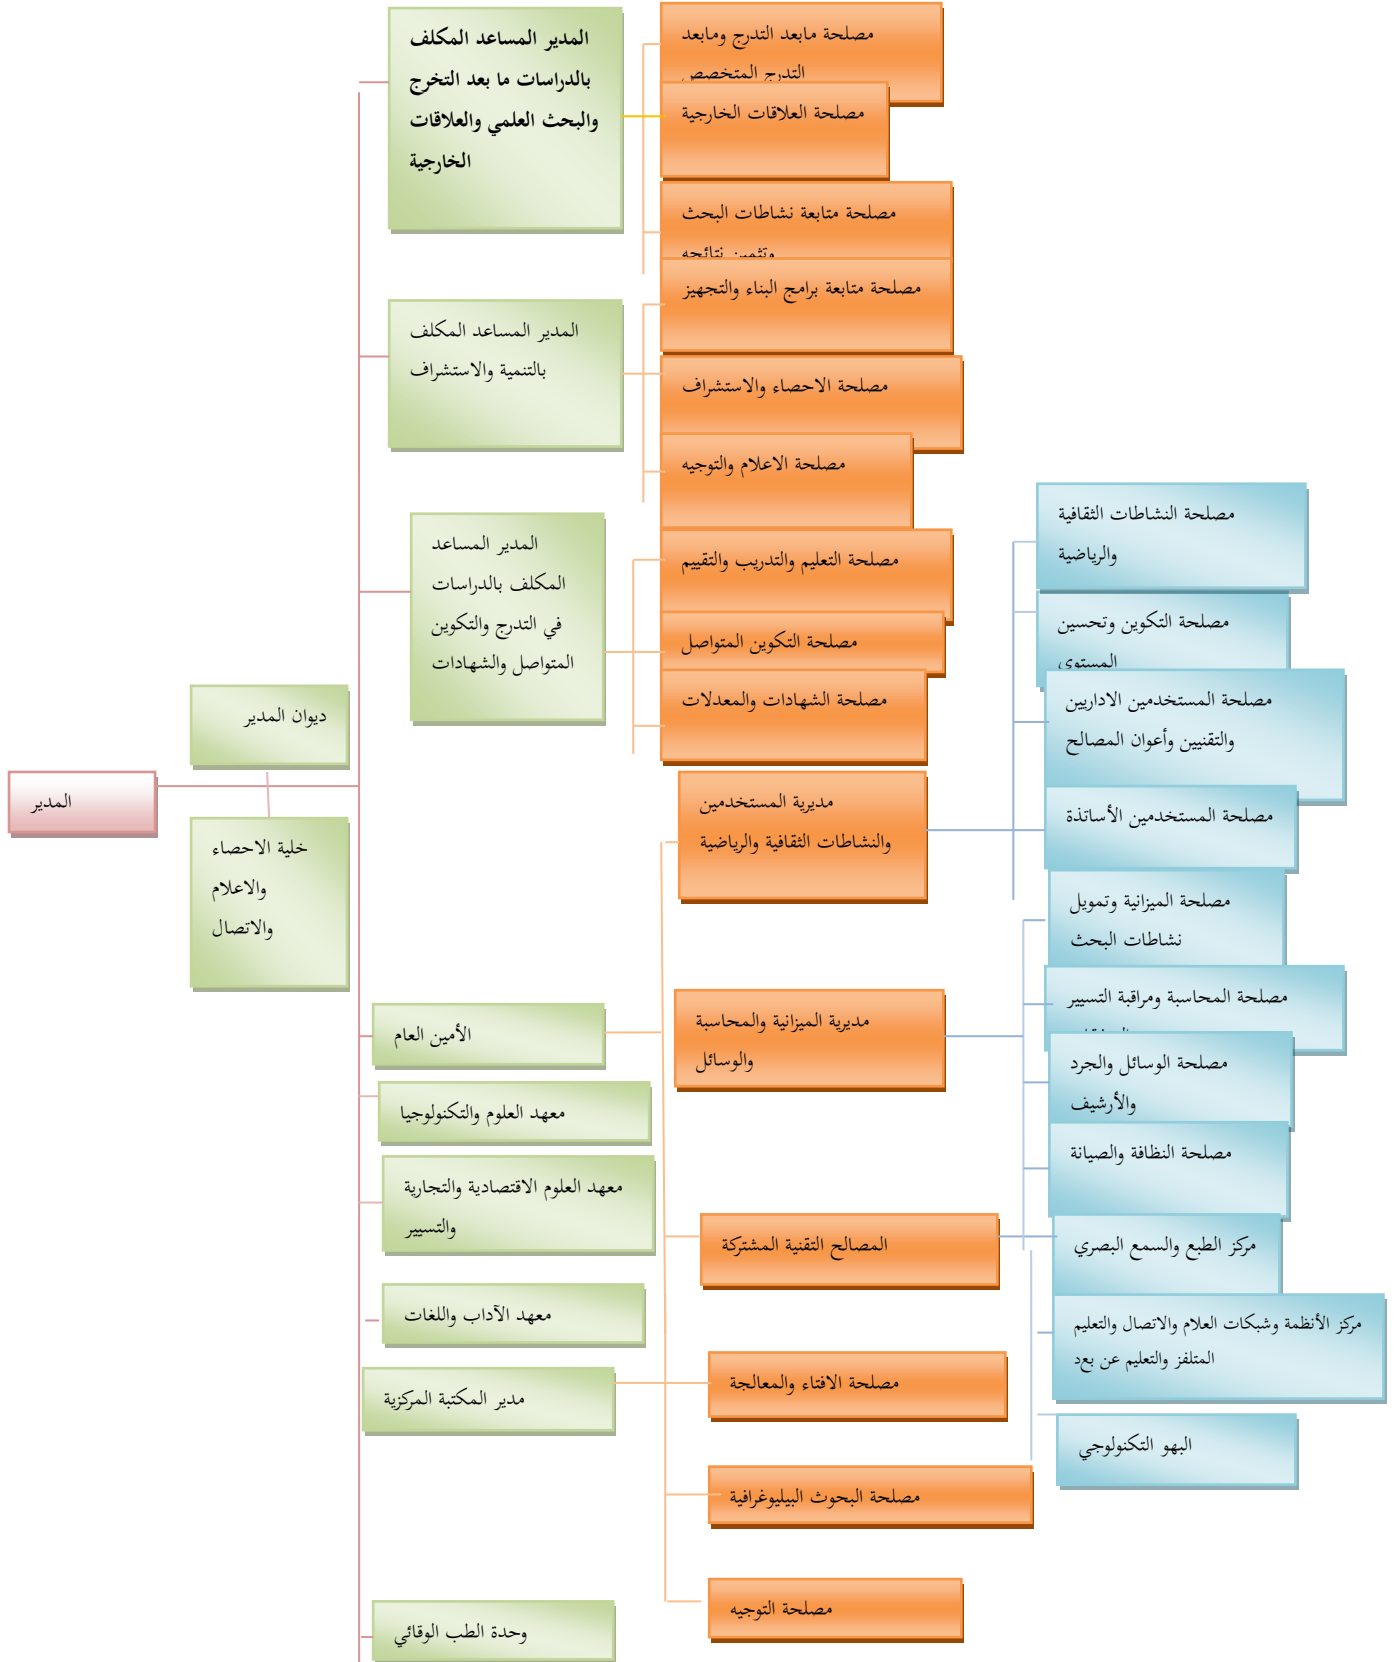 المدير المساعد المكلف
بالدراسات ما بعد التخرج
والبحث العلمي والعلاقات
الخارجية
مصلحة مابعد التدرج ومابعد
التدرج المتخصص
مصلحة العلاقات الخارجية
مصلحة متابعة نشاطات البحث
وتثمين نتائجه
المدير المساعد المكلف
بالتنمية والاستشراف
مصلحة متابعة برامج البناء والتجهيز
مصلحة الاحصاء والاستشراف
مصلحة الاعلام والتوجيه
المدير المساعد
المكلف بالدراسات
في التدرج والتكوين
المتواصل والشهادات
مصلحة التعليم والتدريب والتقييم
مصلحة التكوين المتواصل
مصلحة الشهادات والمعدلات
ديوان المدير
المدير
خلية الاحصاء
والاعلام
والاتصال
مديرية المستخدمين
والنشاطات الثقافية والرياضية
مصلحة النشاطات الثقافية
والرياضية
مصلحة التكوين وتحسين
المستوى
مصلحة المستخدمين الاداريين
والتقنيين وأعوان المصالح
مصلحة المستخدمين الأساتذة
الأمين العام
مديرية الميزانية والمحاسبة
والوسائل
مصلحة الميزانية وتمويل
نشاطات البحث
مصلحة المحاسبة ومراقبة التسيير
مصلحة الوسائل والجرد
والأرشيف
مصلحة النظافة والصيانة
معهد العلوم والتكنولوجيا
معهد العلوم الاقتصادية والتجارية
والتسيير
معهد الآداب واللغات
المصالح التقنية المشتركة
مركز الطبع والسمع البصري
مركز الأنظمة وشبكات العلام والاتصال والتعليم
المتلفز والتعليم عن بعد
البهو التكنولوجي
مدير المكتبة المركزية
مصلحة الافتاء والمعالجة
مصلحة البحوث البيليوغرافية
مصلحة التوجيه
وحدة الطب الوقائي